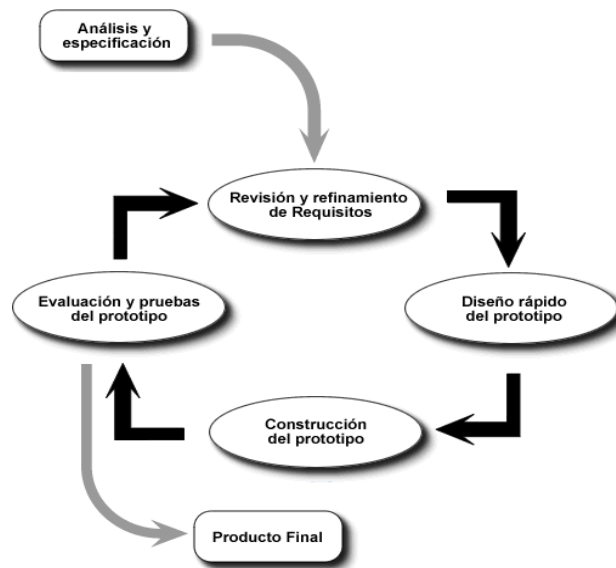 Análisis y
especificación
Revisión y refinamiento
de Requisitos
Evaluación y pruebas
del prototipo
Diseño rápido
del prototipo
Construcción
del prototipo
Producto Final